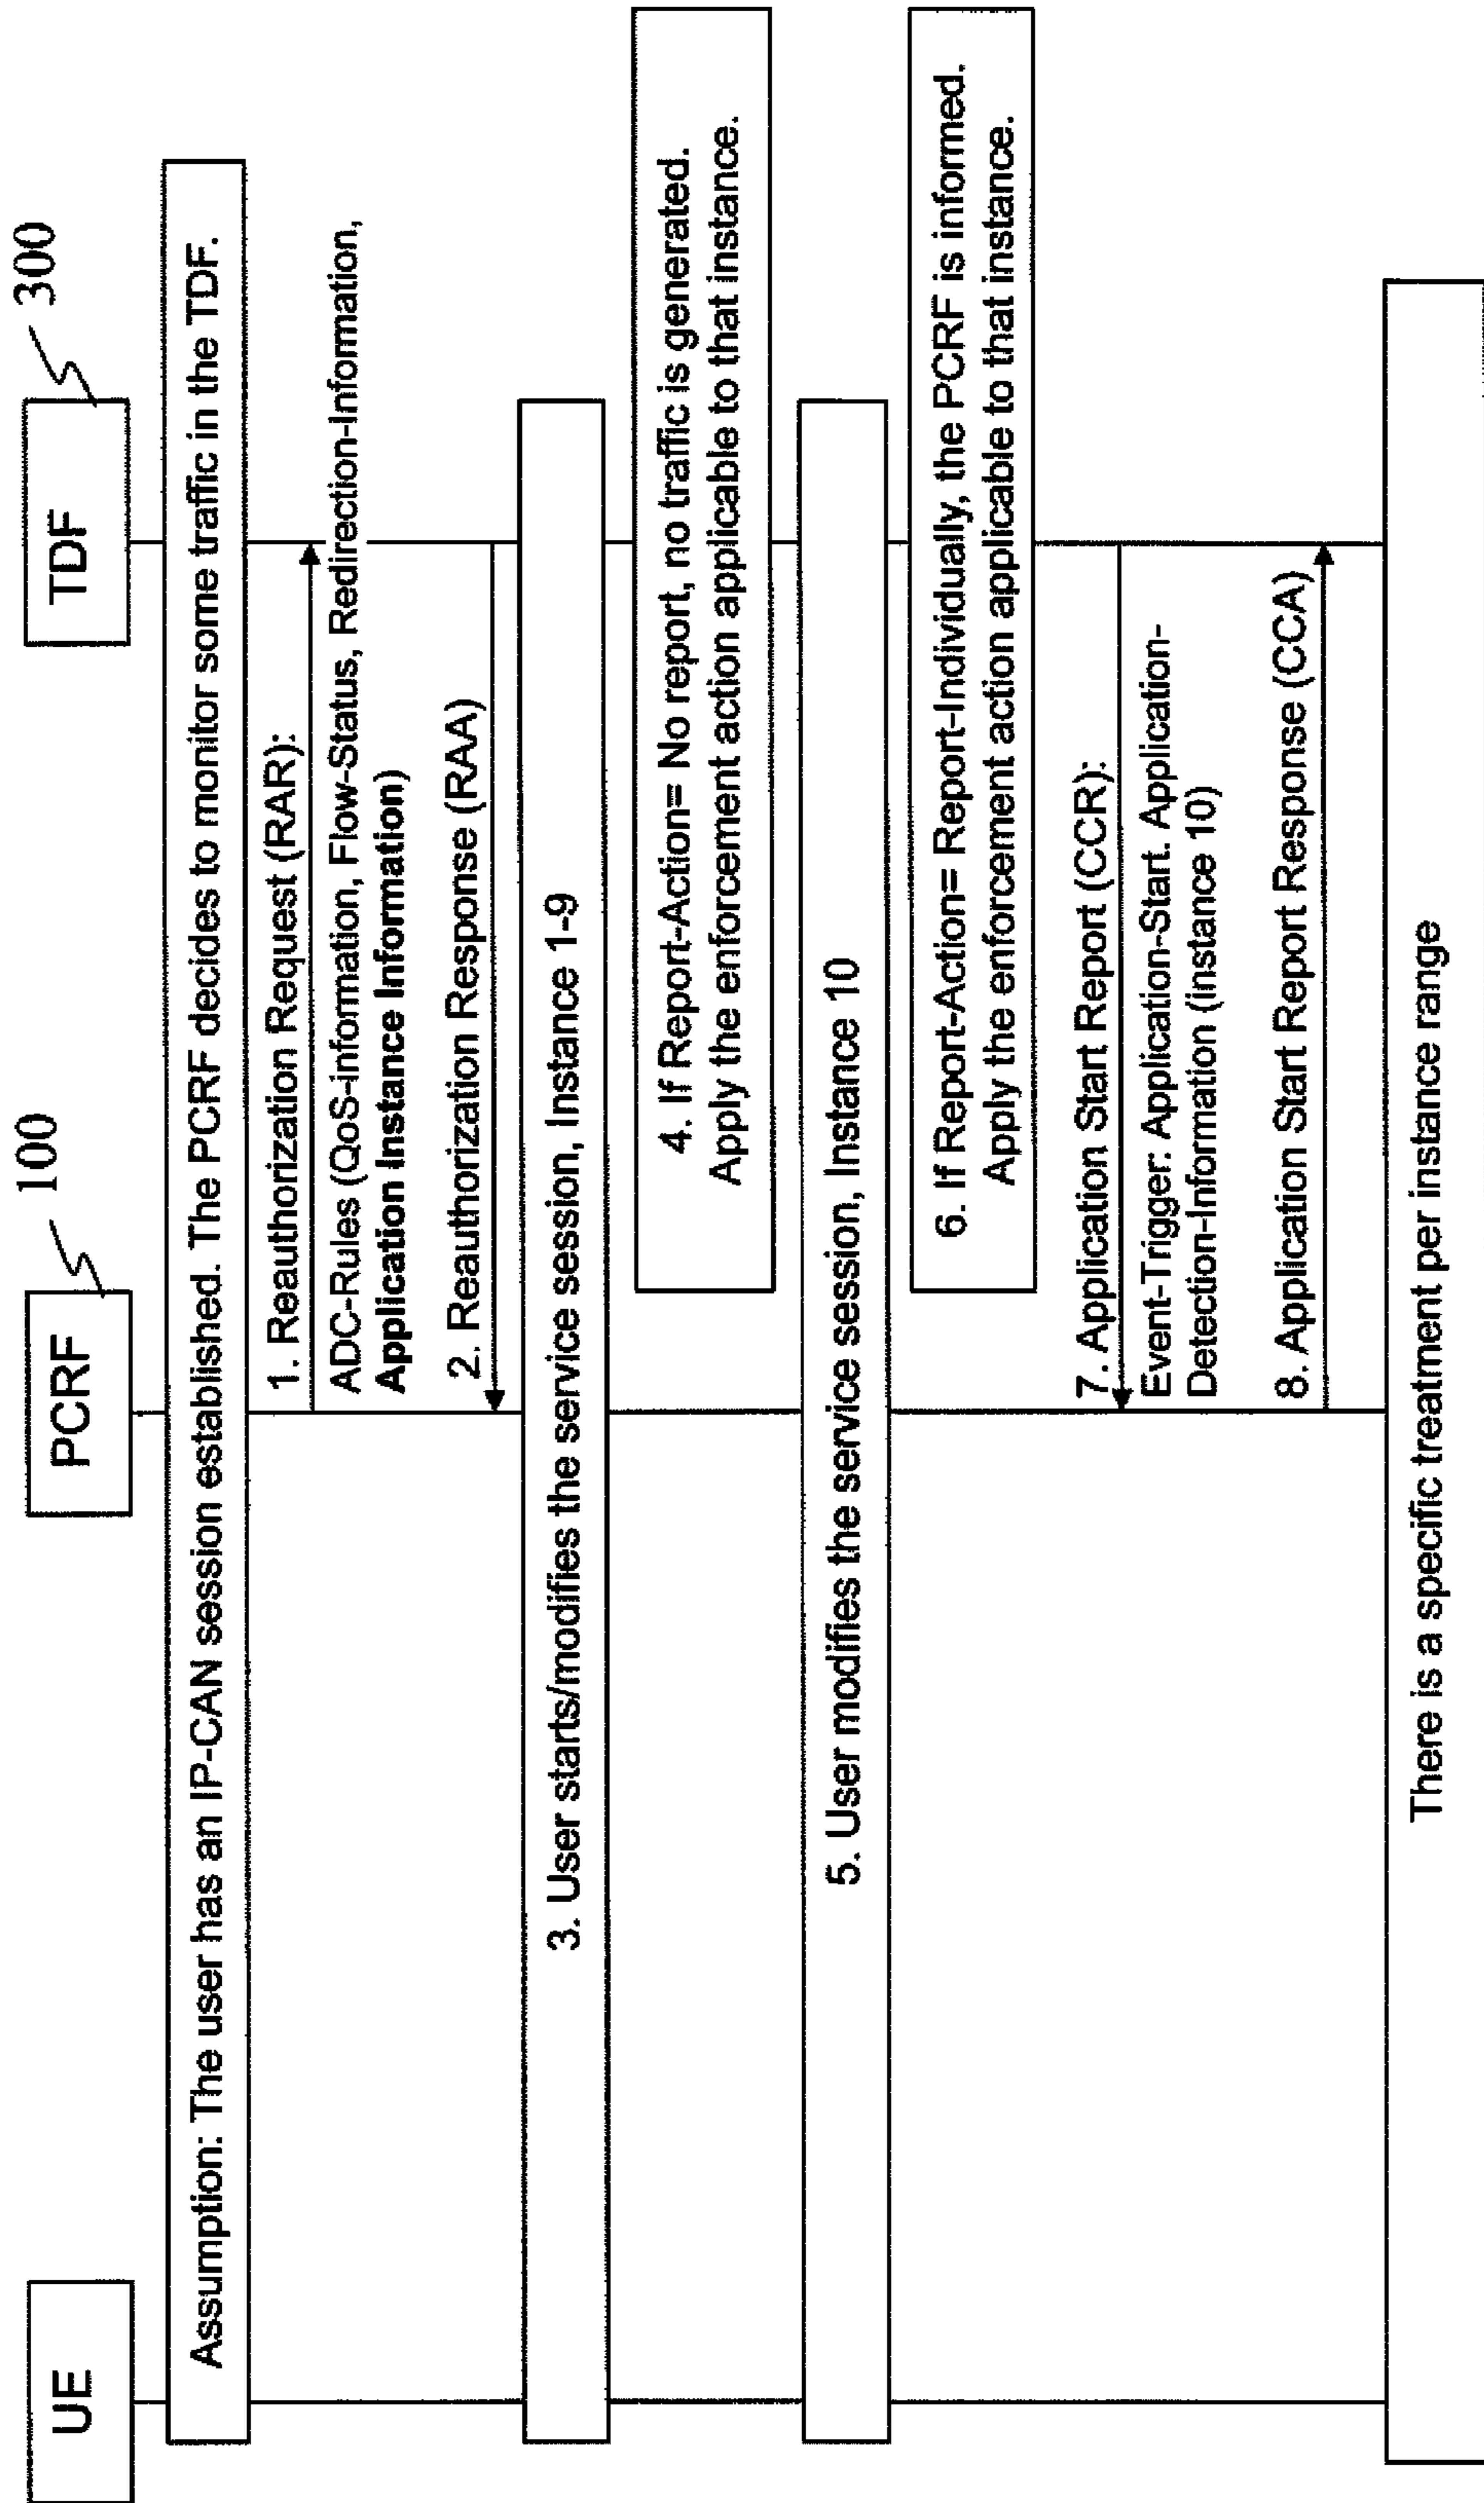 UE
PCRF
100
TDF
300
Assumption: The user has an IP-CAN session established. The PCRF decides to monitor some traffic in the TDF.
1. Reauthorization Request (RAR):
ADC-Rules (QoS-information, Flow-Status, Redirection-Information,
Application Instance Information)
2. Reauthorization Response (RAA)
3. User starts/modifies the service session, Instance 1-9
4. If Report-Action= No report, no traffic is generated.
Apply the enforcement action applicable to that instance.
5. User modifies the service session, Instance 10
6. If Report-Action= Report-Individually, the PCRF is informed.
Apply the enforcement action applicable to that instance.
7. Application Start Report (CCR):
Event-Trigger: Application-Start. Application-
Detection-Information (instance 10)
8. Application Start Report Response (CCA)
There is a specific treatment per instance range